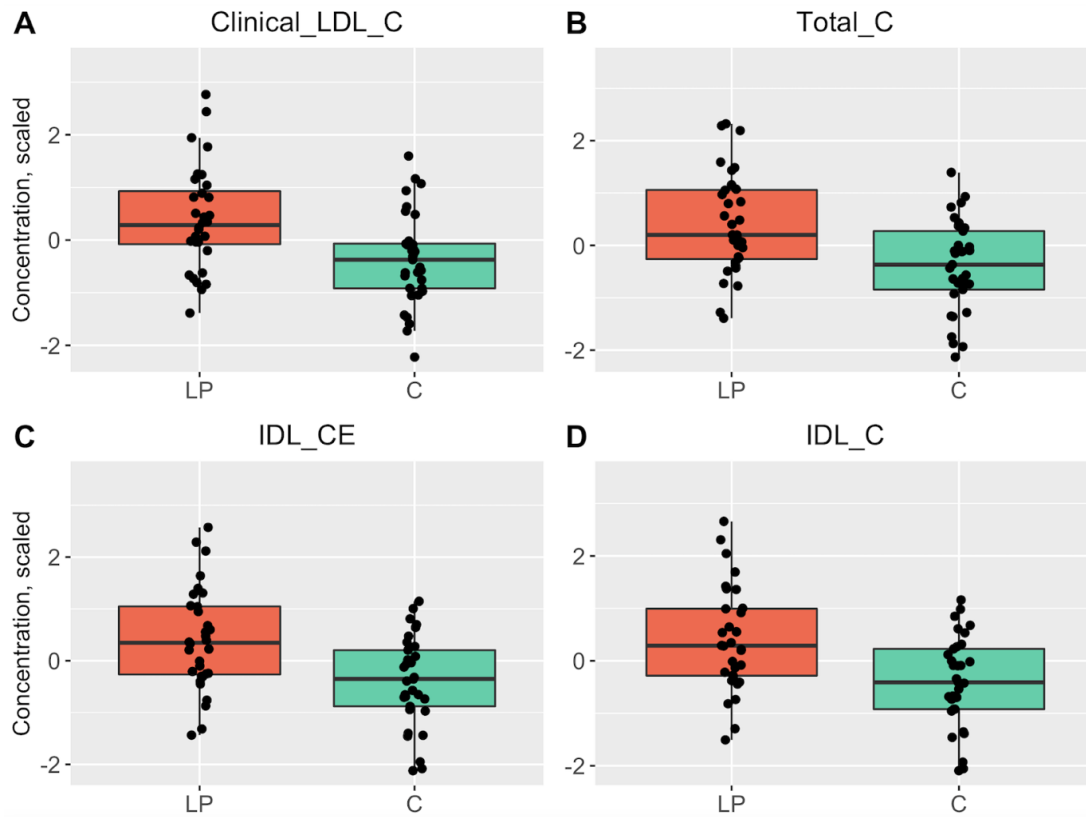 A Clinical_LDL_C
B Total_C
Concentration, scaled
2
0
-2
LP C
2
0
-2
LP C
C IDL_CE
D IDL_C
Concentration, scaled
2
0
-2
LP C
2
0
-2
LP C